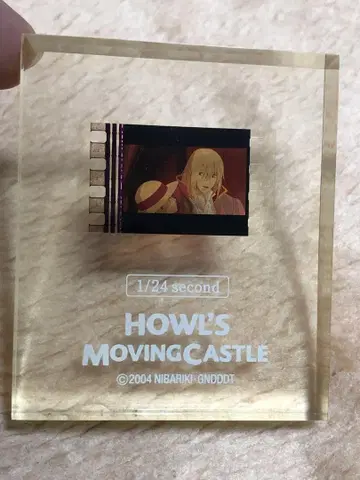 1/24 second
HOWL'S
MOVING CASTLE
©2004 NIBARIKI·GNDDDT